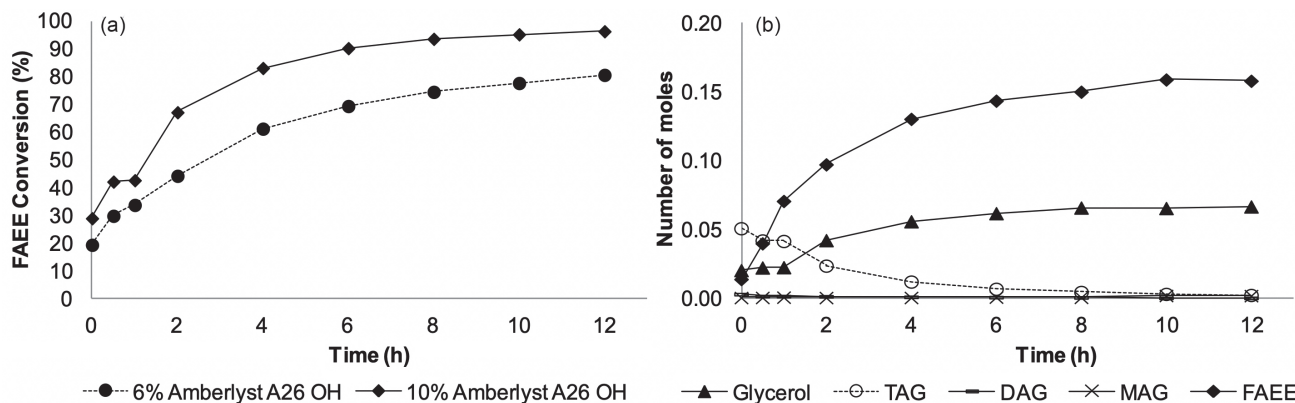 (a)
FAEE Conversion (%)
100
90
80
70
60
50
40
30
20
10
0
0 2 4 6 8 10 12
Time (h)
6% Amberlyst A26 OH 10% Amberlyst A26 OH
(b)
Number of moles
0.20
0.15
0.10
0.05
0.00
0 2 4 6 8 10 12
Time (h)
Glycerol TAG DAG MAG FAEE